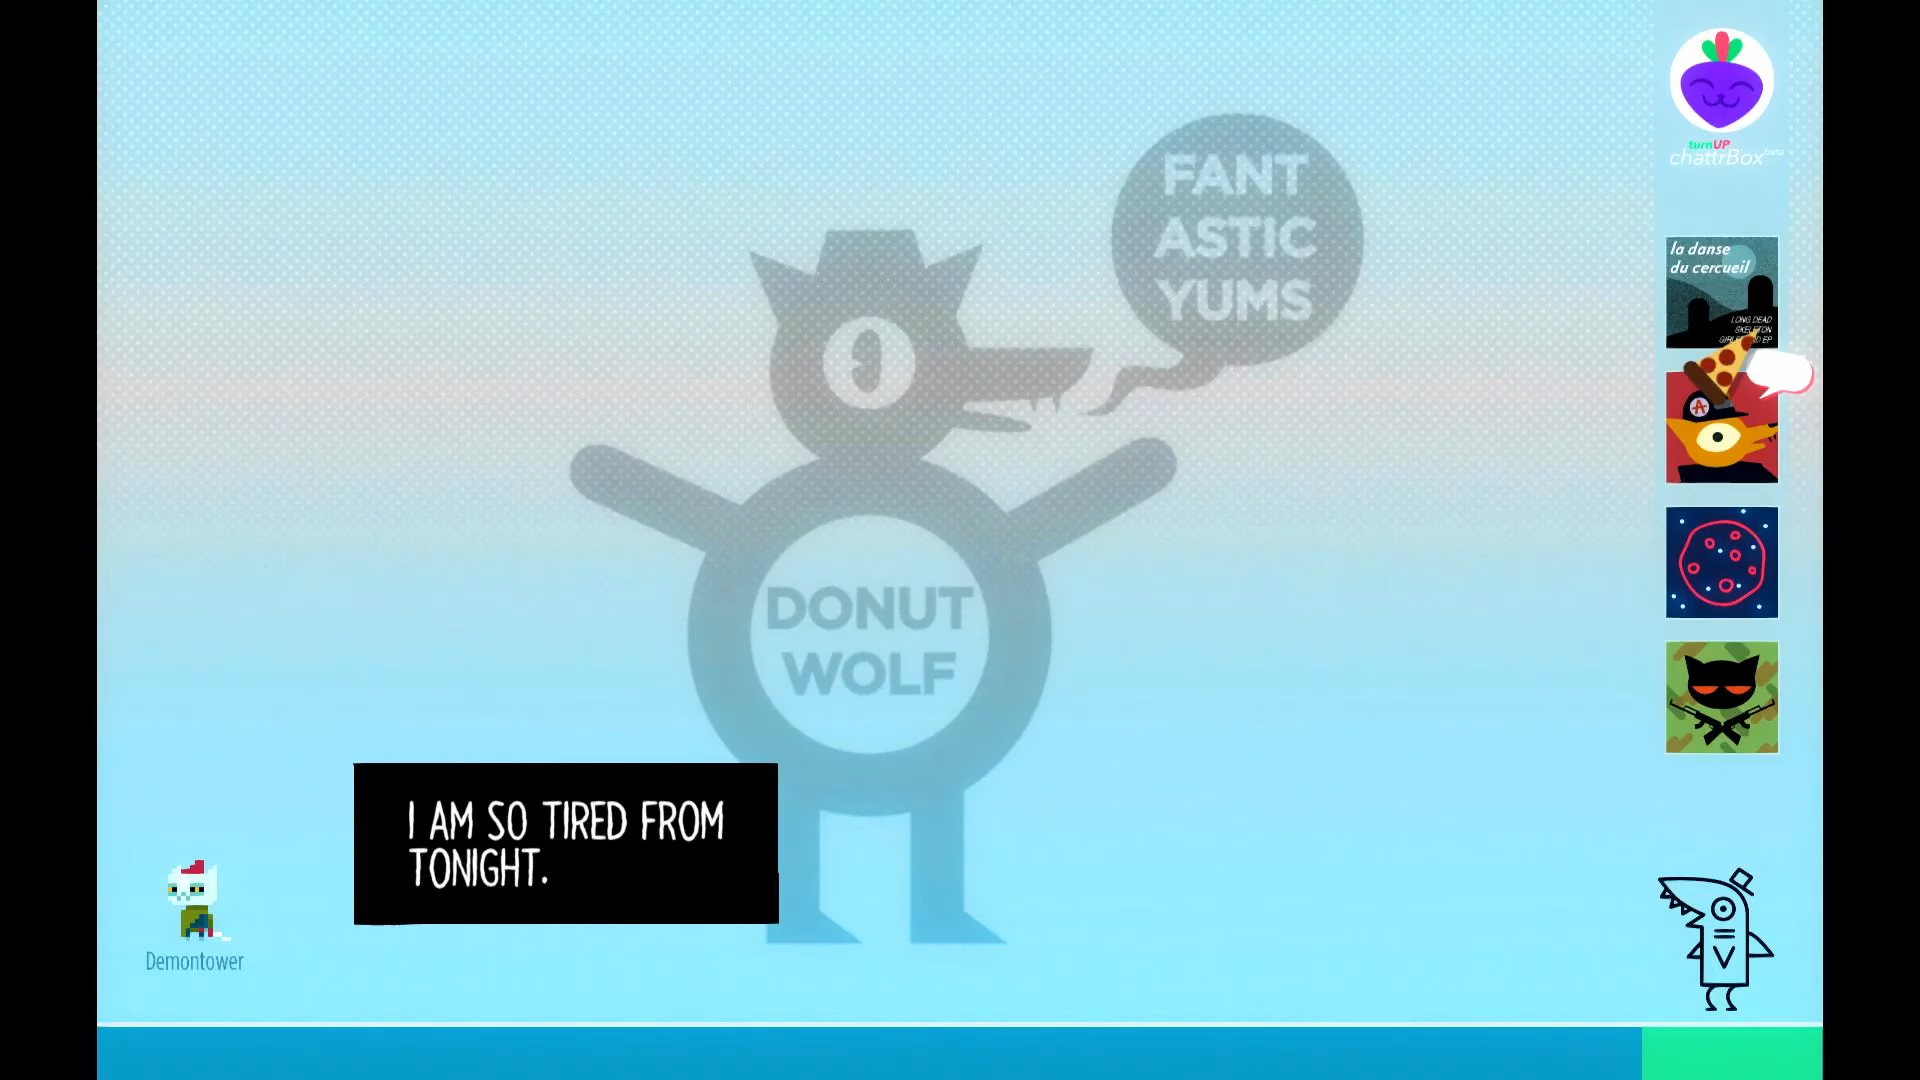 turnUP
chattrBox beta
FANT
ASTIC
YUMS
la danse
du cercueil
LONG DEAD
SKELETON
A
DONUT
WOLF
I AM SO TIRED FROM
TONIGHT.
Demontower